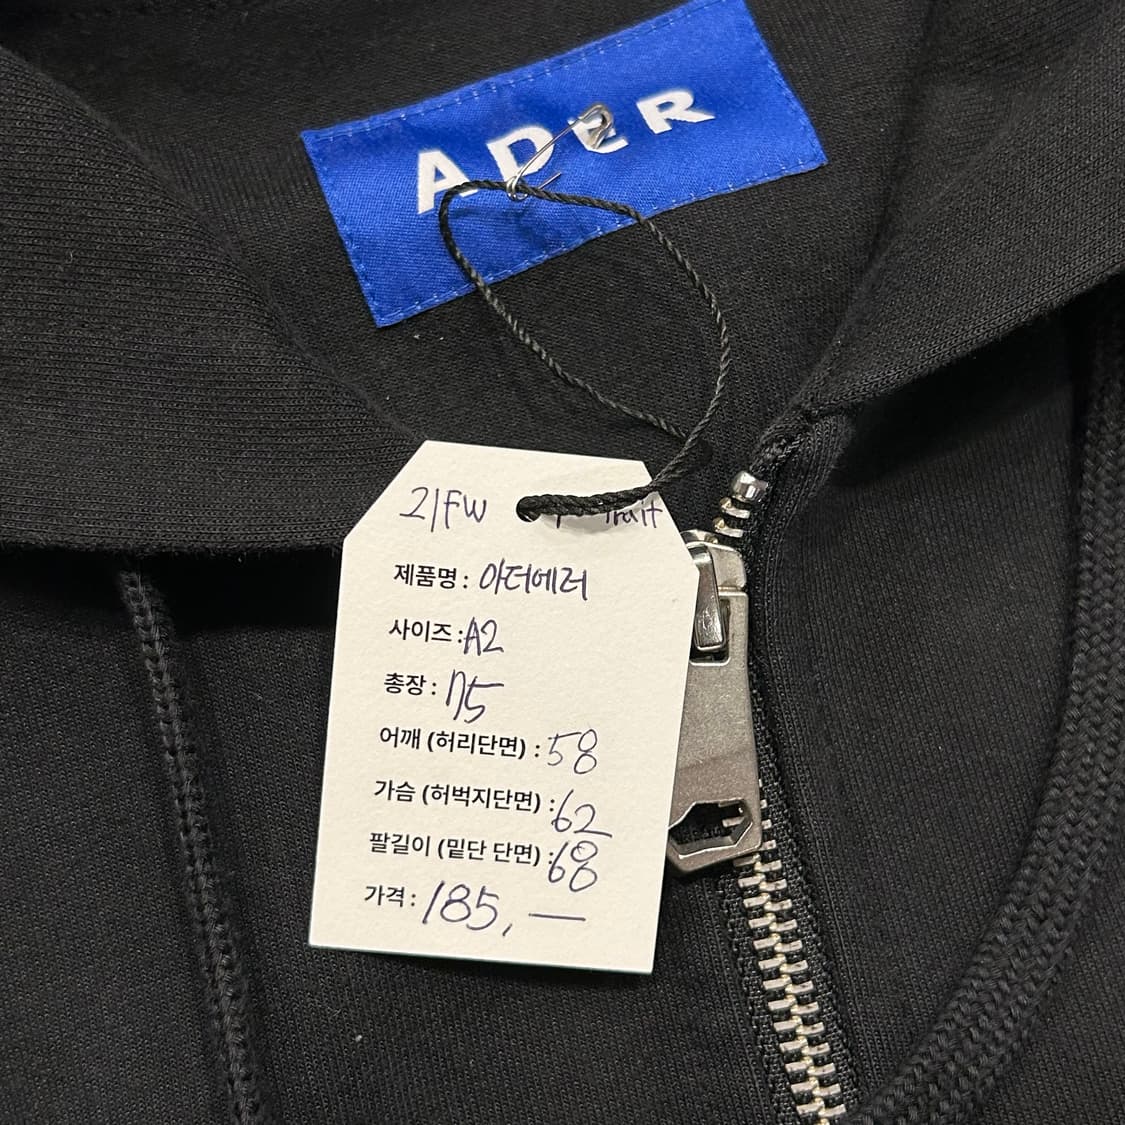 ADER
21FW
제품명 : 아더에러
사이즈 : A2
총장 : 75
어깨 (허리단면) : 58
가슴 (허벅지단면) : 62
팔길이 (밑단 단면) : 68
가격 : 185,—